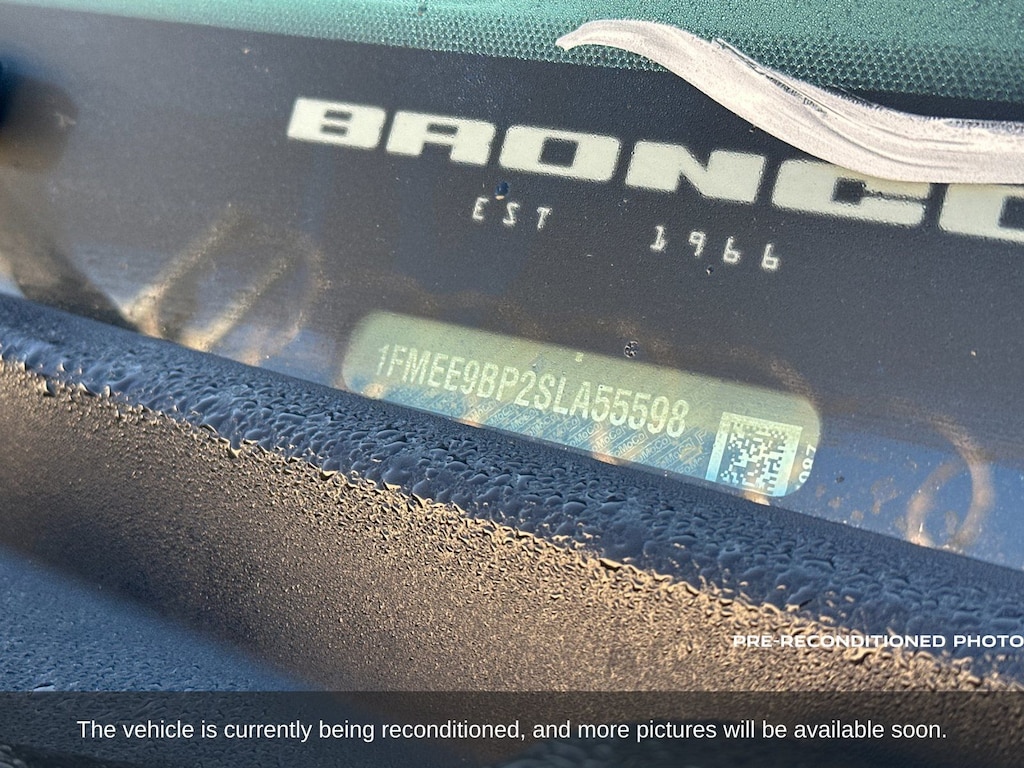 BRONCO
EST 1966
1FMEE9BP2SLA55598
PRE-RECONDITIONED PHOTO
The vehicle is currently being reconditioned, and more pictures will be available soon.